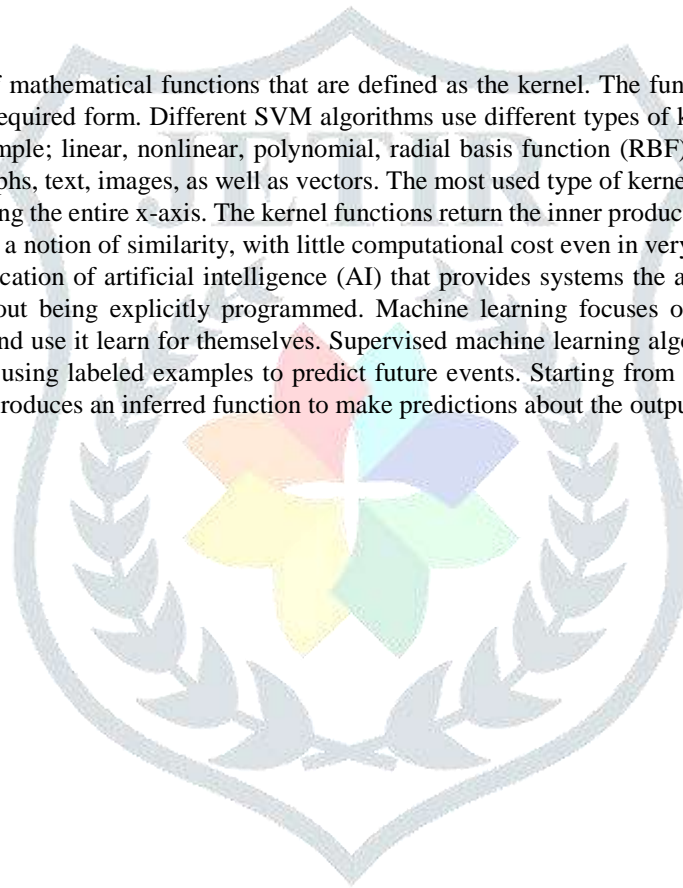 JETIR
mathematical functions that are defined as the kernel. The fun
equired form. Different SVM algorithms use different types of k
mple; linear, nonlinear, polynomial, radial basis function (RBF)
phs, text, images, as well as vectors. The most used type of kerne
ng the entire x-axis. The kernel functions return the inner produc
a notion of similarity, with little computational cost even in very
cation of artificial intelligence (AI) that provides systems the a
out being explicitly programmed. Machine learning focuses o
nd use it learn for themselves. Supervised machine learning algo
using labeled examples to predict future events. Starting from
roduces an inferred function to make predictions about the outpu